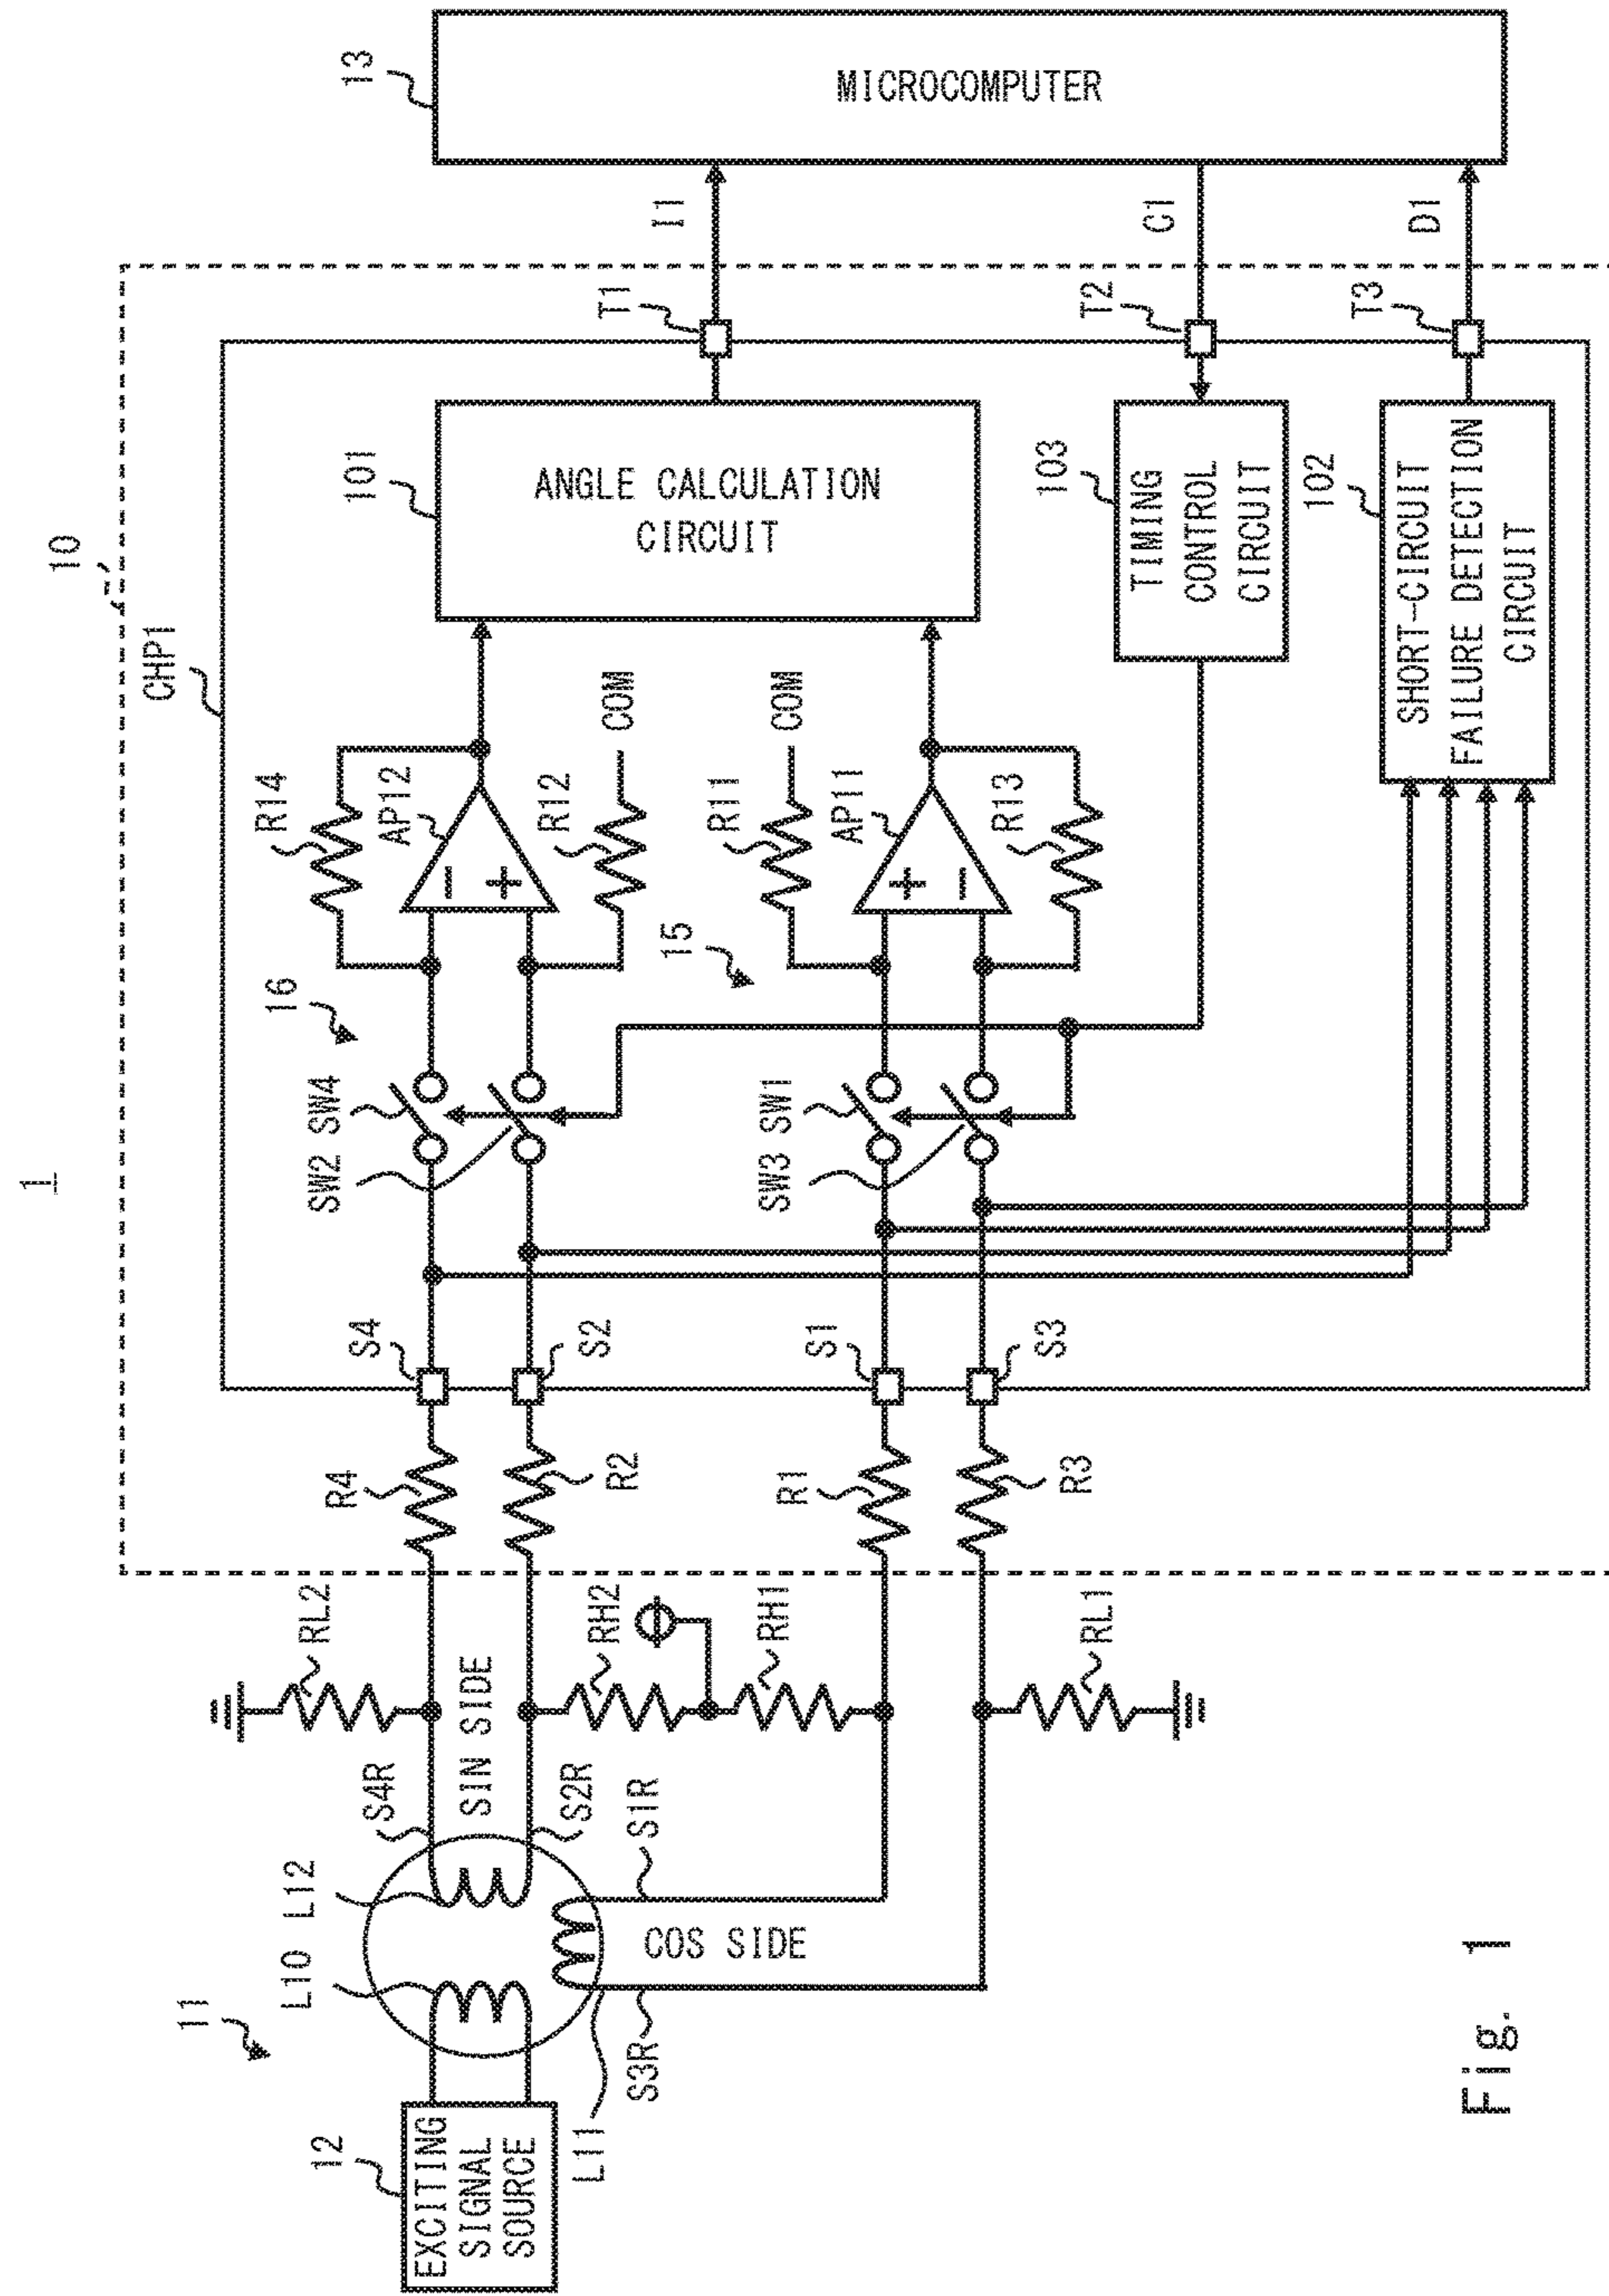 1
10
CHP1
11
12
EXCITING
SIGNAL
SOURCE
L10
L12
L11
S4R
SIN SIDE
S2R
S1R
COS SIDE
S3R
RL2
RH2
RH1
RL1
R4
R2
R1
R3
S4
S2
S1
S3
16
SW4
SW2
SW1
SW3
15
R14
AP12
−
+
R12
COM
R11
COM
AP11
+
−
R13
101
ANGLE CALCULATION
CIRCUIT
103
TIMING
CONTROL
CIRCUIT
102
SHORT-CIRCUIT
FAILURE DETECTION
CIRCUIT
T1
T2
T3
I1
C1
D1
13
MICROCOMPUTER
Fig. 1